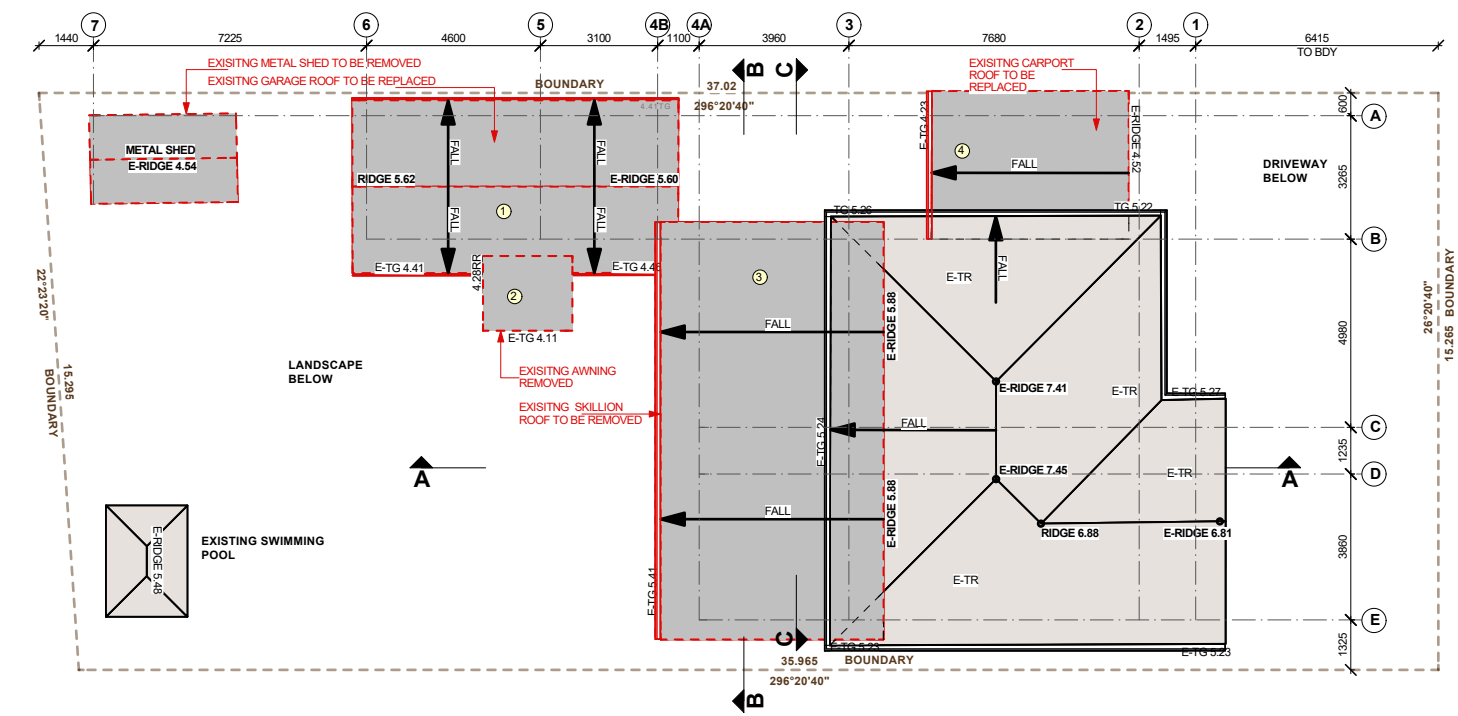 7
6
5
4B
4A
3
2
1
1440
7225
4600
3100
1100
3960
7680
1495
6415
TO BDY
EXISITNG METAL SHED TO BE REMOVED
EXISITNG GARAGE ROOF TO BE REPLACED
BOUNDARY
37.02
296°20'40"
B
C
EXISITNG CARPORT
ROOF TO BE
REPLACED
4.41 TG
E-TG 4.23
E-RIDGE 4.52
600
A
METAL SHED
E-RIDGE 4.54
FALL
FALL
RIDGE 5.62
E-RIDGE 5.60
4
FALL
DRIVEWAY
BELOW
3265
1
FALL
FALL
TG 5.26
TG 5.22
B
E-TG 4.41
4.28RR
E-TG 4.46
3
E-TR
FALL
2
E-TG 4.11
FALL
E-RIDGE 5.88
22°23'20"
26°20'40"
15.265 BOUNDARY
4980
LANDSCAPE
BELOW
EXISITNG AWNING
REMOVED
EXISITNG SKILLION
ROOF TO BE REMOVED
E-RIDGE 7.41
E-TR
E-TG 5.27
15.295
BOUNDARY
E-TG 5.24
FALL
C
1235
A
E-RIDGE 7.45
E-TR
A
D
EXISTING SWIMMING
POOL
E-RIDGE 5.48
FALL
E-RIDGE 5.88
RIDGE 6.88
E-RIDGE 6.81
3860
E-TG 5.41
E-TR
E
C
E-TG 5.23
E-TG 5.23
1325
35.965
BOUNDARY
296°20'40"
B